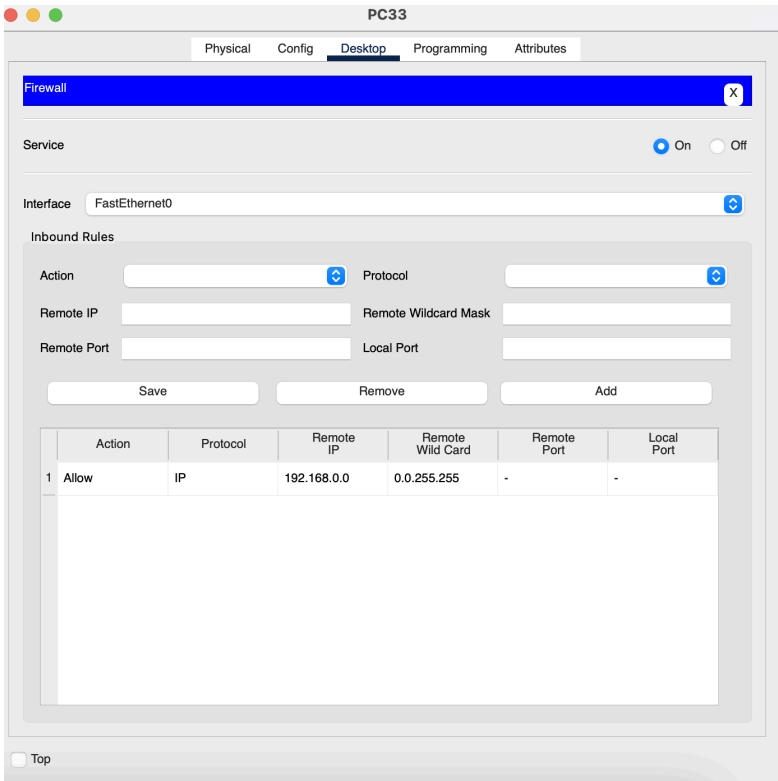 PC33
Physical Config Desktop Programming Attributes
Firewall X
Service On Off
Interface FastEthernet0
Inbound Rules
Action Protocol
Remote IP Remote Wildcard Mask
Remote Port Local Port
Save Remove Add
Action Protocol Remote IP Remote Wild Card Remote Port Local Port
1 Allow IP 192.168.0.0 0.0.255.255 - -
Top